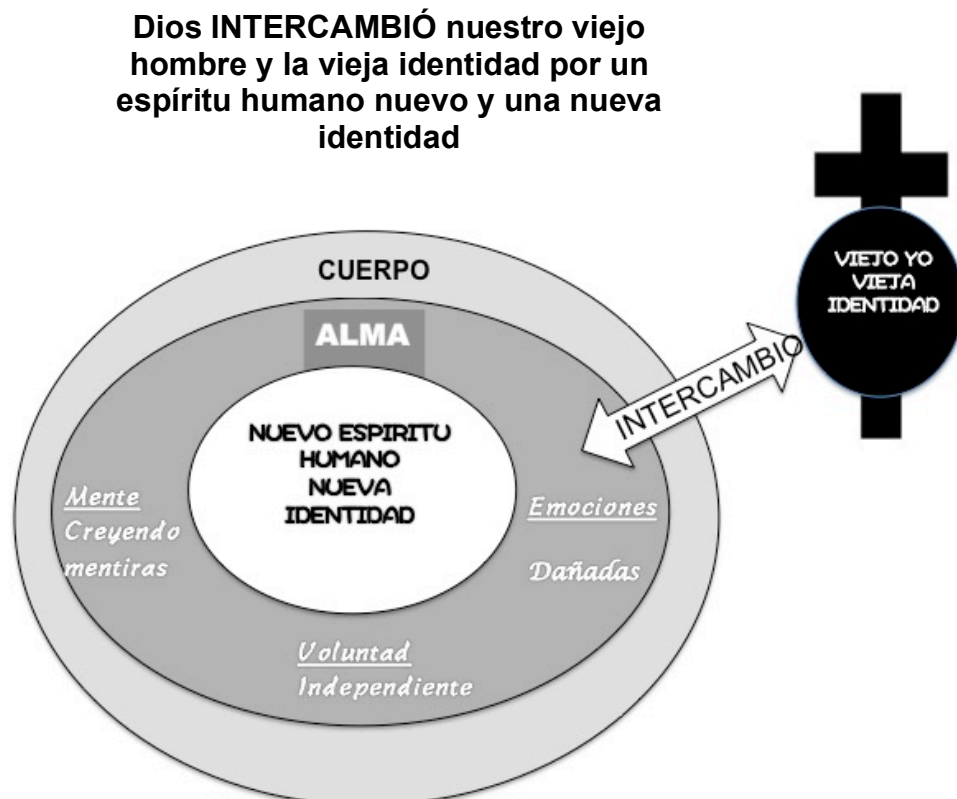 Dios INTERCAMBIÓ nuestro viejo
hombre y la vieja identidad por un
espíritu humano nuevo y una nueva
identidad
CUERPO
ALMA
NUEVO ESPIRITU
HUMANO
NUEVA
IDENTIDAD
Mente
Creyendo
mentiras
Emociones
Dañadas
Voluntad
Independiente
INTERCAMBIO
VIEJO YO
VIEJA
IDENTIDAD